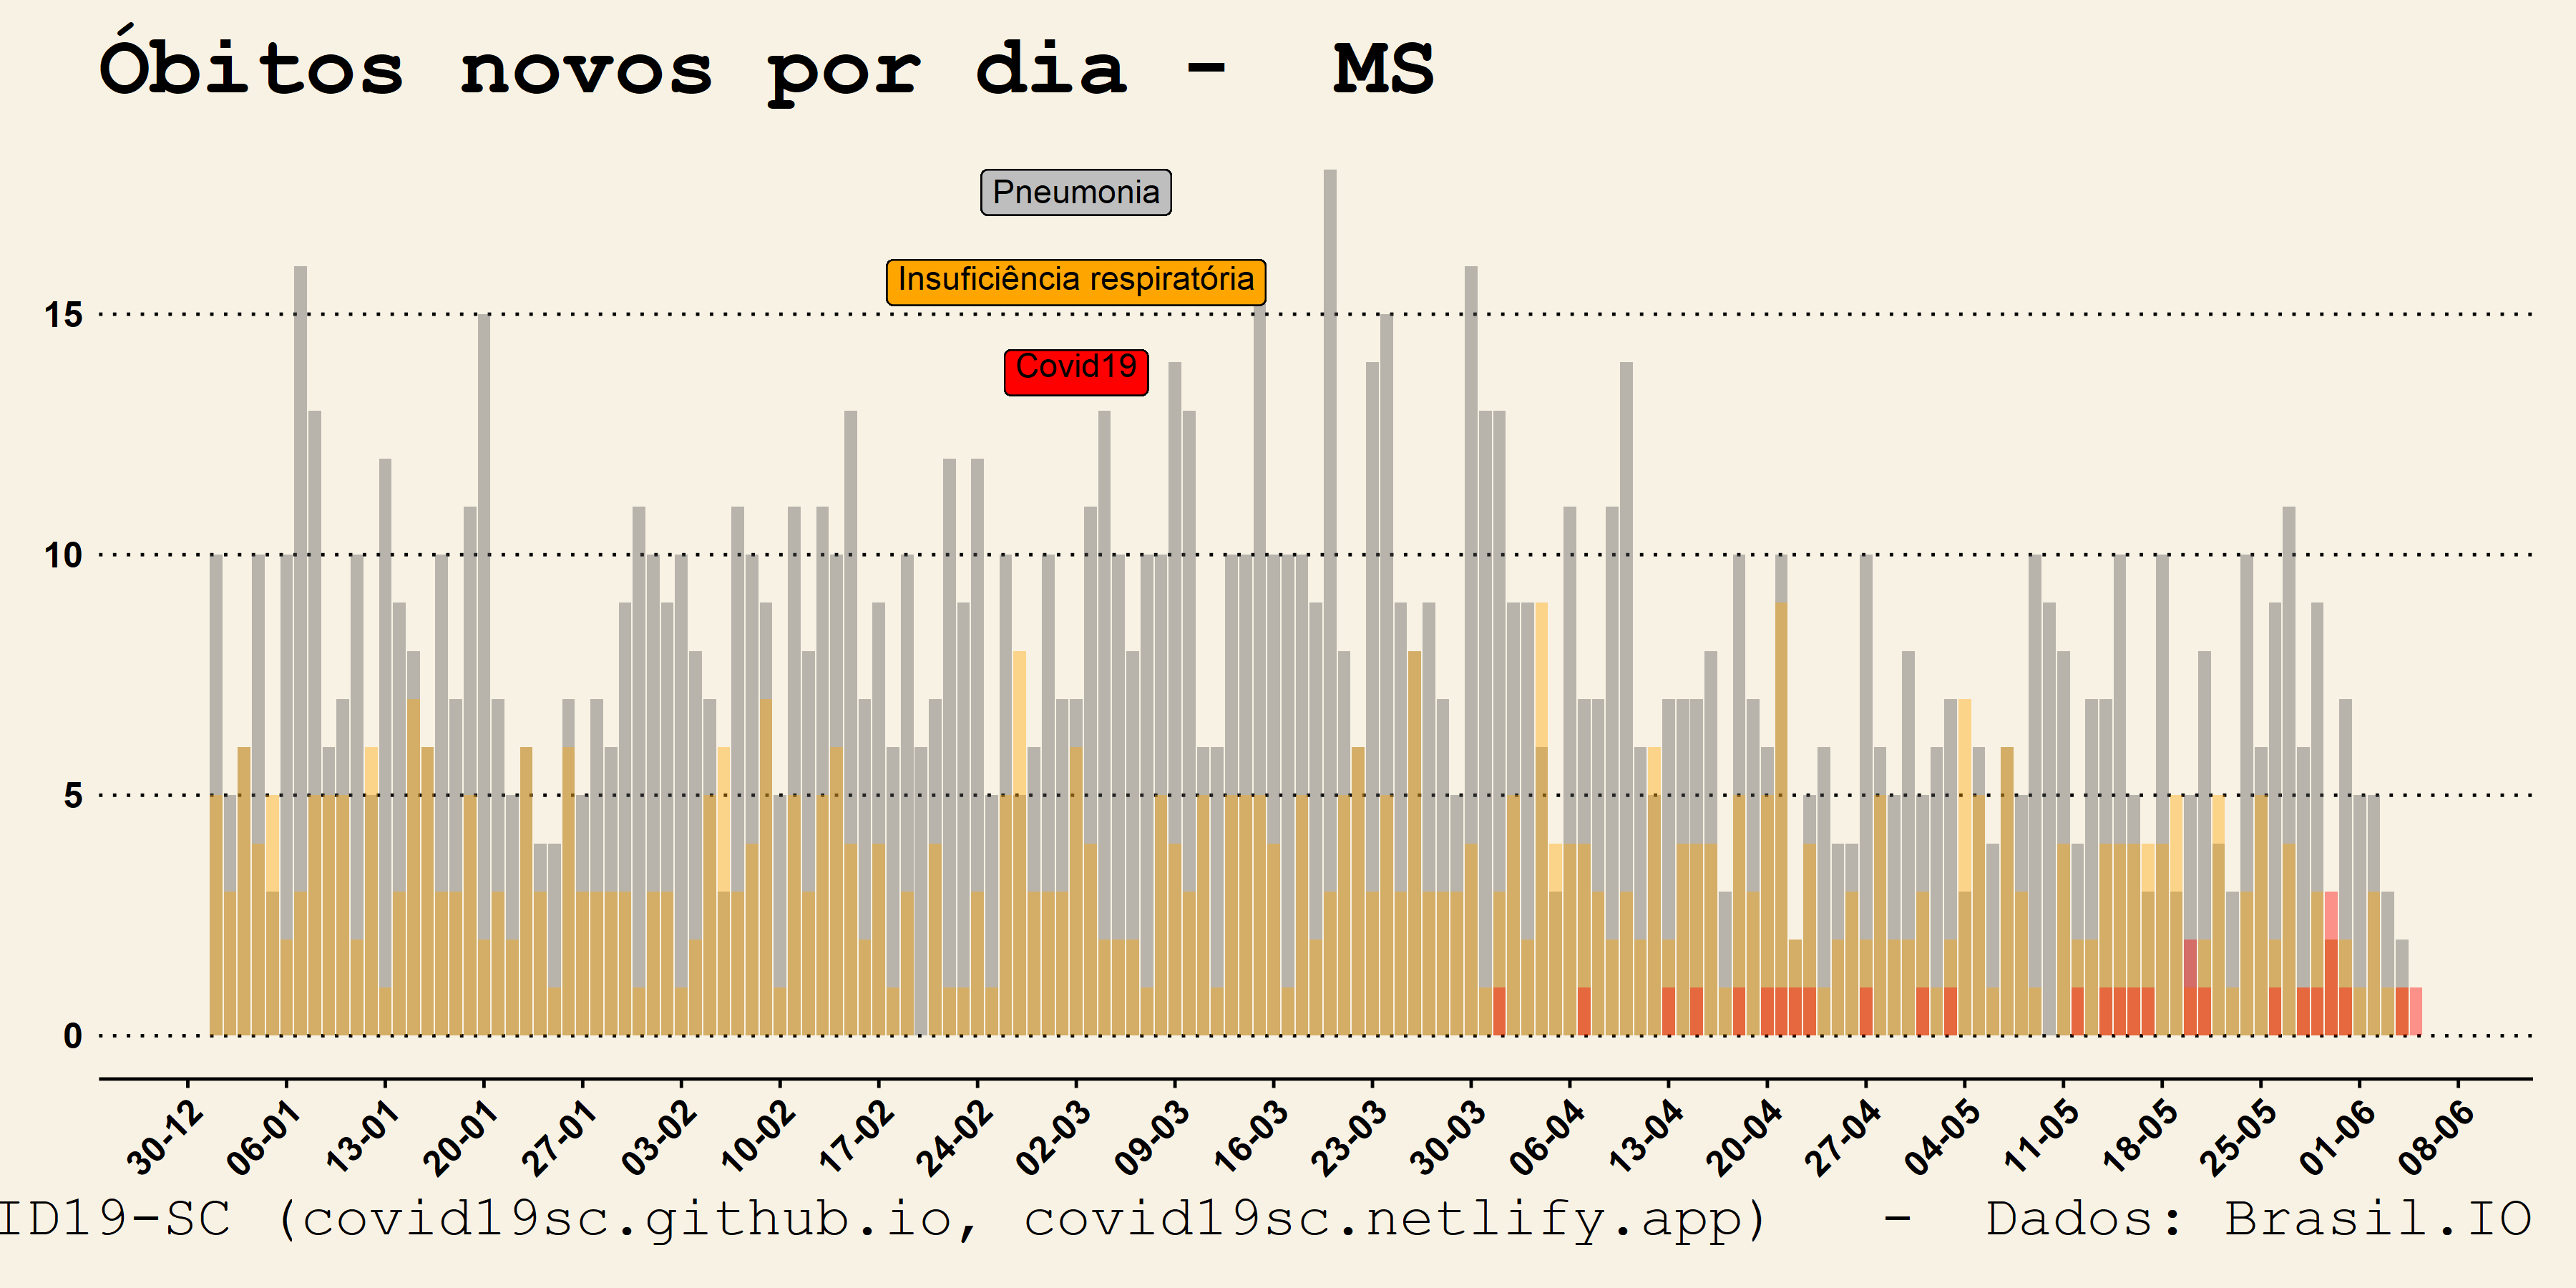 Óbitos novos por dia -  MS
Pneumonia
Insuficiência respiratória
Covid19
15
10
5
0
30-12 06-01 13-01 20-01 27-01 03-02 10-02 17-02 24-02 02-03 09-03 16-03 23-03 30-03 06-04 13-04 20-04 27-04 04-05 11-05 18-05 25-05 01-06 08-06
ID19-SC (covid19sc.github.io, covid19sc.netlify.app)  -  Dados: Brasil.IO